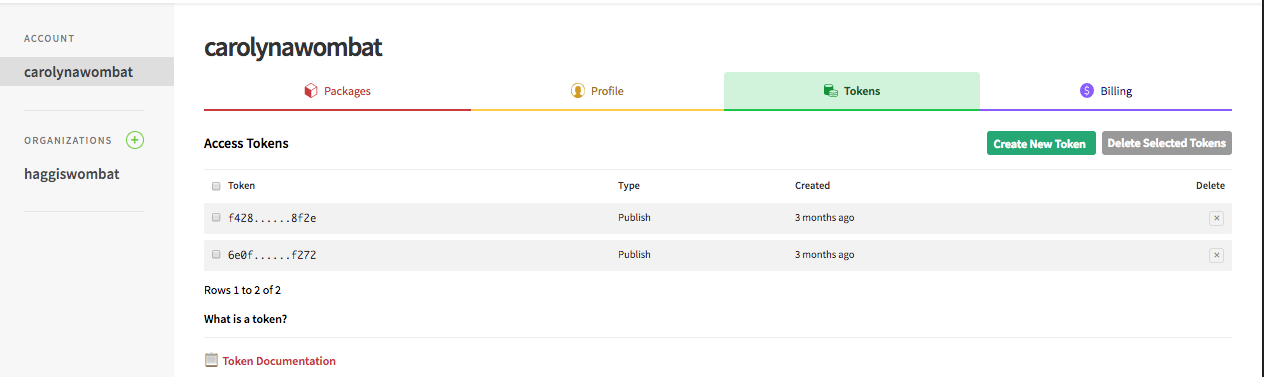 ACCOUNT
carolynawombat
ORGANIZATIONS
haggiswombat
carolynawombat
Packages Profile Tokens Billing
Access Tokens Create New Token Delete Selected Tokens
Token Type Created Delete
f428......8f2e Publish 3 months ago ×
6e0f......f272 Publish 3 months ago ×
Rows 1 to 2 of 2
What is a token?
Token Documentation